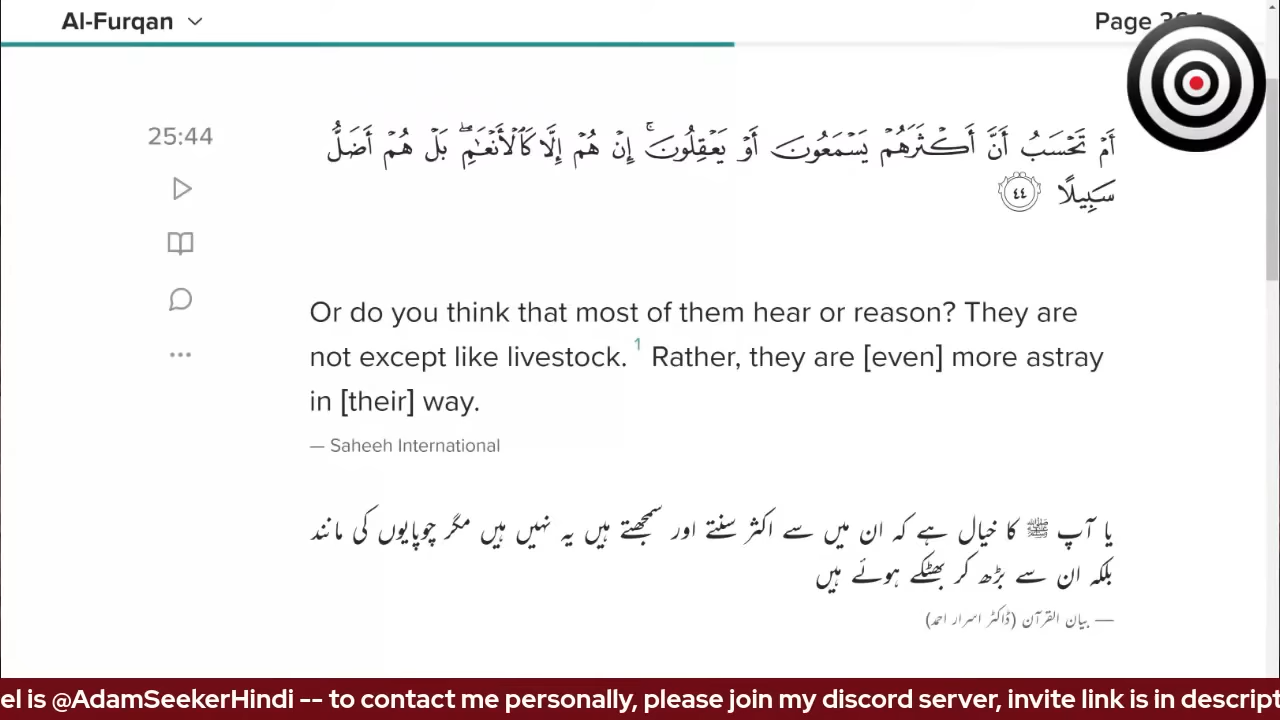 Al-Furqan
Page
25:44
أَمْ تَحْسَبُ أَنَّ أَكْثَرَهُمْ يَسْمَعُونَ أَوْ يَعْقِلُونَ ۚ إِنْ هُمْ إِلَّا كَالْأَنْعَـٰمِ ۖ بَلْ هُمْ أَضَلُّ
سَبِيلًا ٤٤
Or do you think that most of them hear or reason? They are
not except like livestock. 1 Rather, they are [even] more astray
in [their] way.
— Saheeh International
یا آپ ﷺ کا خیال ہے کہ ان میں سے اکثر سنتے اور سمجھتے ہیں یہ نہیں ہیں مگر چوپایوں کی مانند
بلکہ ان سے بڑھ کر بھٹکے ہوئے ہیں
— بیان القرآن (ڈاکٹر اسرار احمد)
el is @AdamSeekerHindi -- to contact me personally, please join my discord server, invite link is in descript